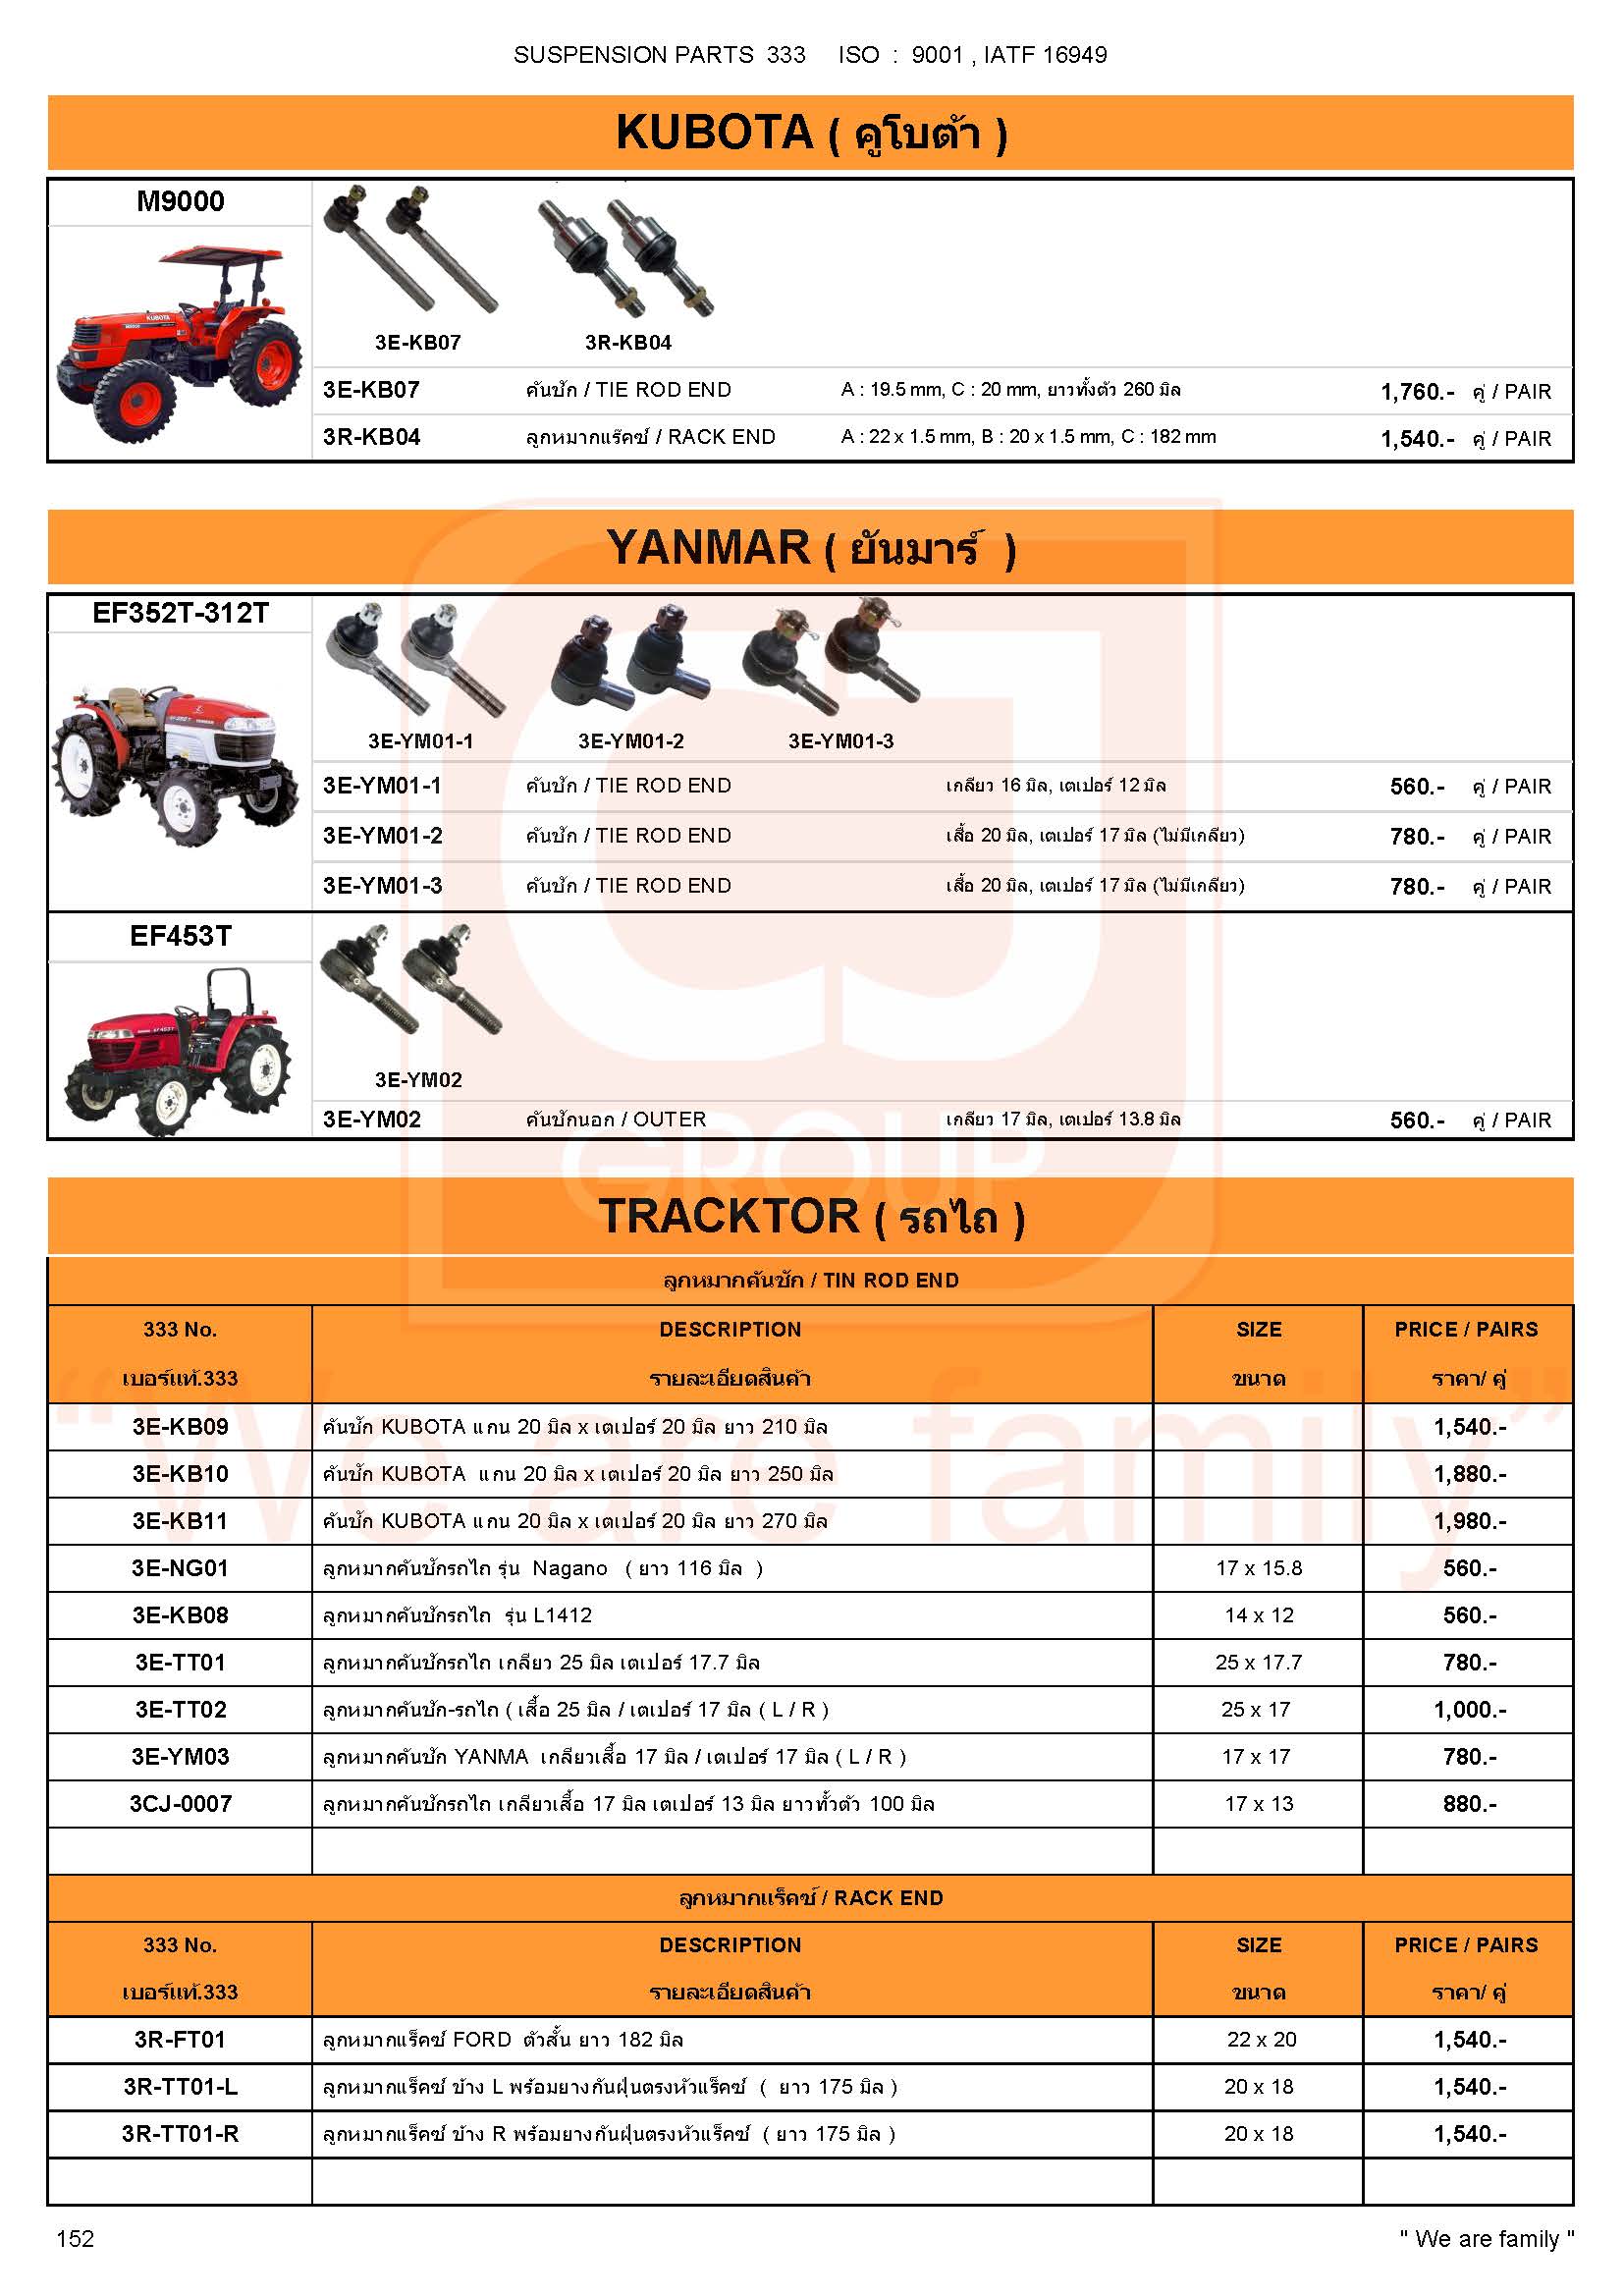 SUSPENSION PARTS 333 ISO : 9001 , IATF 16949
KUBOTA ( คูโบต้า )
M9000
KUBOTA
3E-KB07 3R-KB04
3E-KB07 คันชัก / TIE ROD END A : 19.5 mm, C : 20 mm, ยาวทั้งตัว 260 มิล 1,760.- คู่ / PAIR
3R-KB04 ลูกหมากแร๊คซ์ / RACK END A : 22 x 1.5 mm, B : 20 x 1.5 mm, C : 182 mm 1,540.- คู่ / PAIR
YANMAR ( ยันมาร์ )
EF352T-312T
3E-YM01-1 3E-YM01-2 3E-YM01-3
3E-YM01-1 คันชัก / TIE ROD END เกลียว 16 มิล, เตเปอร์ 12 มิล 560.- คู่ / PAIR
3E-YM01-2 คันชัก / TIE ROD END เสื้อ 20 มิล, เตเปอร์ 17 มิล (ไม่มีเกลียว) 780.- คู่ / PAIR
3E-YM01-3 คันชัก / TIE ROD END เสื้อ 20 มิล, เตเปอร์ 17 มิล (ไม่มีเกลียว) 780.- คู่ / PAIR
EF453T
3E-YM02
3E-YM02 คันชักนอก / OUTER เกลียว 17 มิล, เตเปอร์ 13.8 มิล 560.- คู่ / PAIR
CJ
GROUP
TRACKTOR ( รถไถ )
ลูกหมากคันชัก / TIN ROD END
333 No. DESCRIPTION SIZE PRICE / PAIRS
เบอร์แท้.333 รายละเอียดสินค้า ขนาด ราคา/ คู่
"We are family"
3E-KB09 คันชัก KUBOTA แกน 20 มิล x เตเปอร์ 20 มิล ยาว 210 มิล 1,540.-
3E-KB10 คันชัก KUBOTA แกน 20 มิล x เตเปอร์ 20 มิล ยาว 250 มิล 1,880.-
3E-KB11 คันชัก KUBOTA แกน 20 มิล x เตเปอร์ 20 มิล ยาว 270 มิล 1,980.-
3E-NG01 ลูกหมากคันชักรถไถ รุ่น Nagano ( ยาว 116 มิล ) 17 x 15.8 560.-
3E-KB08 ลูกหมากคันชักรถไถ รุ่น L1412 14 x 12 560.-
3E-TT01 ลูกหมากคันชักรถไถ เกลียว 25 มิล เตเปอร์ 17.7 มิล 25 x 17.7 780.-
3E-TT02 ลูกหมากคันชัก-รถไถ ( เสื้อ 25 มิล / เตเปอร์ 17 มิล ( L / R ) 25 x 17 1,000.-
3E-YM03 ลูกหมากคันชัก YANMA เกลียวเสื้อ 17 มิล / เตเปอร์ 17 มิล ( L / R ) 17 x 17 780.-
3CJ-0007 ลูกหมากคันชักรถไถ เกลียวเสื้อ 17 มิล เตเปอร์ 13 มิล ยาวทั้วตัว 100 มิล 17 x 13 880.-
ลูกหมากแร็คซ์ / RACK END
333 No. DESCRIPTION SIZE PRICE / PAIRS
เบอร์แท้.333 รายละเอียดสินค้า ขนาด ราคา/ คู่
3R-FT01 ลูกหมากแร็คซ์ FORD ตัวสั้น ยาว 182 มิล 22 x 20 1,540.-
3R-TT01-L ลูกหมากแร็คซ์ ข้าง L พร้อมยางกันฝุ่นตรงหัวแร็คซ์ ( ยาว 175 มิล ) 20 x 18 1,540.-
3R-TT01-R ลูกหมากแร็คซ์ ข้าง R พร้อมยางกันฝุ่นตรงหัวแร็คซ์ ( ยาว 175 มิล ) 20 x 18 1,540.-
152 " We are family "